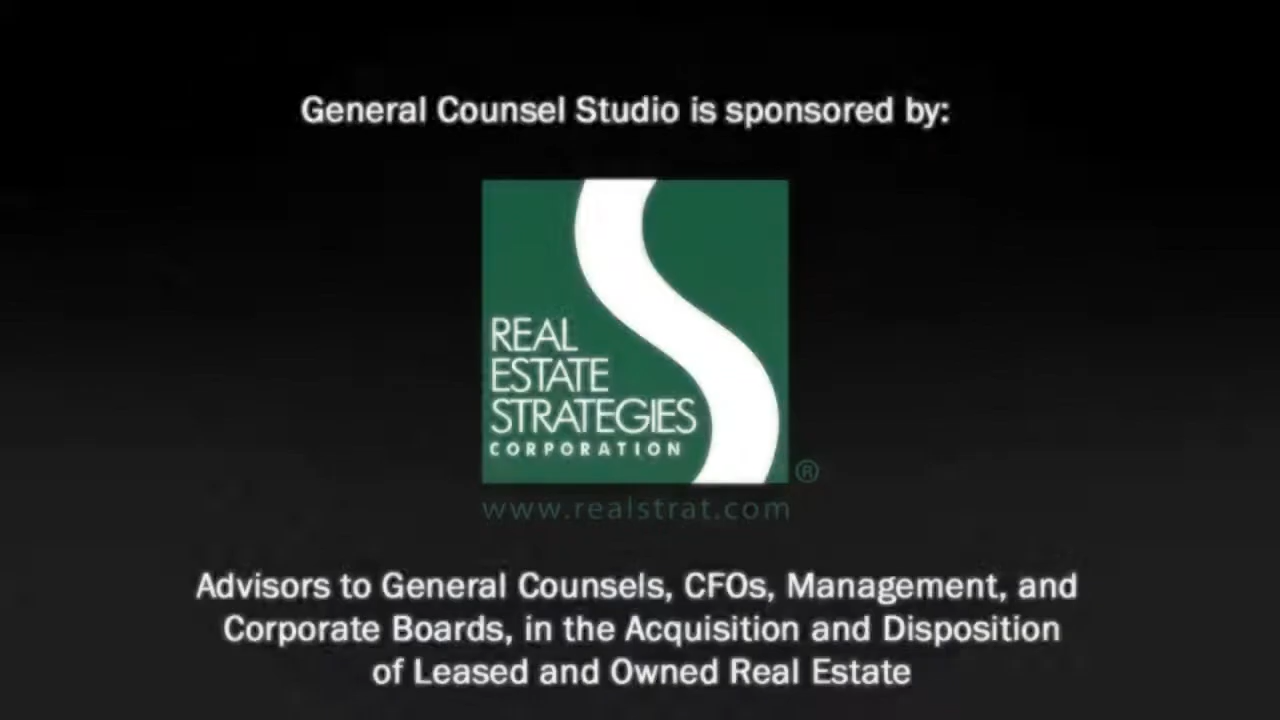 General Counsel Studio is sponsored by:
REAL
ESTATE
STRATEGIES
CORPORATION
®
www.realstrat.com
Advisors to General Counsels, CFOs, Management, and
Corporate Boards, in the Acquisition and Disposition
of Leased and Owned Real Estate